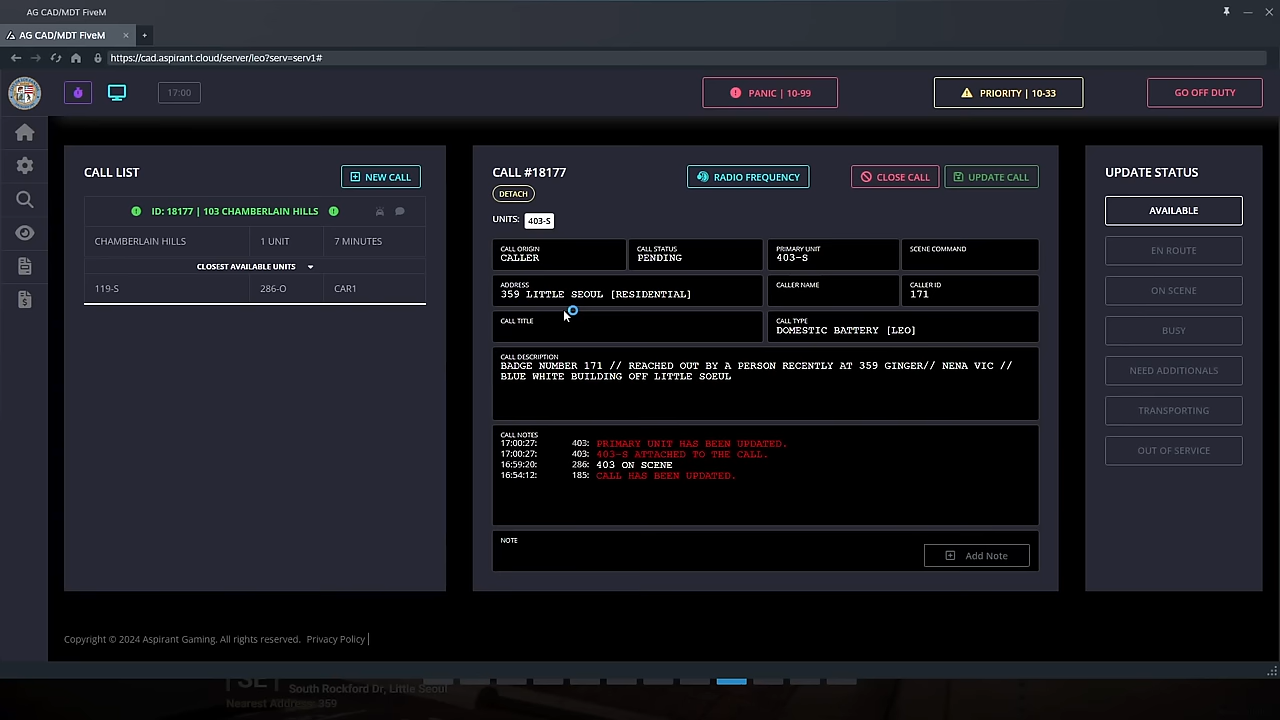 AG CAD/MDT FiveM
AG CAD/MDT FiveM
https://cad.aspirant.cloud/server/leo?serv=serv1#
17:00
PANIC | 10-99
PRIORITY | 10-33
GO OFF DUTY
CALL LIST
NEW CALL
ID: 18177 | 103 CHAMBERLAIN HILLS
CHAMBERLAIN HILLS
1 UNIT
7 MINUTES
CLOSEST AVAILABLE UNITS
119-S
286-O
CAR1
CALL #18177
DETACH
RADIO FREQUENCY
CLOSE CALL
UPDATE CALL
UNITS: 403-S
CALL ORIGIN
CALLER
CALL STATUS
PENDING
PRIMARY UNIT
403-S
SCENE COMMAND
ADDRESS
359 LITTLE SEOUL [RESIDENTIAL]
CALLER NAME
CALLER ID
171
CALL TITLE
CALL TYPE
DOMESTIC BATTERY [LEO]
CALL DESCRIPTION
BADGE NUMBER 171 // REACHED OUT BY A PERSON RECENTLY AT 359 GINGER// NENA VIC //
BLUE WHITE BUILDING OFF LITTLE SOEUL
CALL NOTES
17:00:27: 403: PRIMARY UNIT HAS BEEN UPDATED.
17:00:27: 403: 403-S ATTACHED TO THE CALL.
16:59:20: 286: 403 ON SCENE
16:54:12: 185: CALL HAS BEEN UPDATED.
NOTE
Add Note
UPDATE STATUS
AVAILABLE
EN ROUTE
ON SCENE
BUSY
NEED ADDITIONALS
TRANSPORTING
OUT OF SERVICE
Copyright © 2024 Aspirant Gaming. All rights reserved. Privacy Policy |
| SE | South Rockford Dr, Little Seoul
Nearest Address: 359